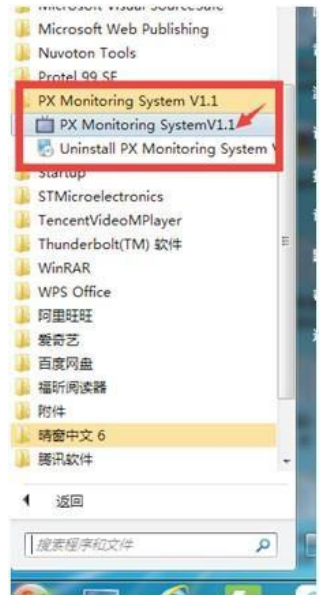 Microsoft Visual SourceSafe
Microsoft Web Publishing
Nuvoton Tools
Protel 99 SE
PX Monitoring System V1.1
PX Monitoring SystemV1.1
Uninstall PX Monitoring System V
Startup
STMicroelectronics
TencentVideoMPlayer
Thunderbolt(TM) 软件
WinRAR
WPS Office
阿里旺旺
爱奇艺
百度网盘
福昕阅读器
附件
晴窗中文 6
腾讯软件
返回
搜索程序和文件